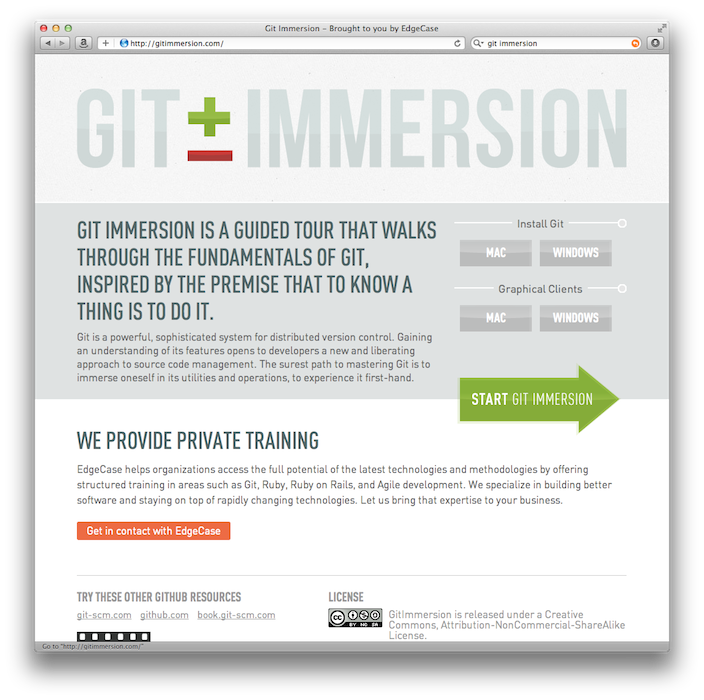 Git Immersion – Brought to you by EdgeCase
http://gitimmersion.com/
git immersion
GIT ± IMMERSION
GIT IMMERSION IS A GUIDED TOUR THAT WALKS
THROUGH THE FUNDAMENTALS OF GIT,
INSPIRED BY THE PREMISE THAT TO KNOW A
THING IS TO DO IT.
Git is a powerful, sophisticated system for distributed version control. Gaining
an understanding of its features opens to developers a new and liberating
approach to source code management. The surest path to mastering Git is to
immerse oneself in its utilities and operations, to experience it first-hand.
Install Git
MAC WINDOWS
Graphical Clients
MAC WINDOWS
START GIT IMMERSION
WE PROVIDE PRIVATE TRAINING
EdgeCase helps organizations access the full potential of the latest technologies and methodologies by offering
structured training in areas such as Git, Ruby, Ruby on Rails, and Agile development. We specialize in building better
software and staying on top of rapidly changing technologies. Let us bring that expertise to your business.
Get in contact with EdgeCase
TRY THESE OTHER GITHUB RESOURCES
git-scm.com github.com book.git-scm.com
LICENSE
cc BY NC SA
GitImmersion is released under a Creative
Commons, Attribution-NonCommercial-ShareAlike
License.
Go to "http://gitimmersion.com/"